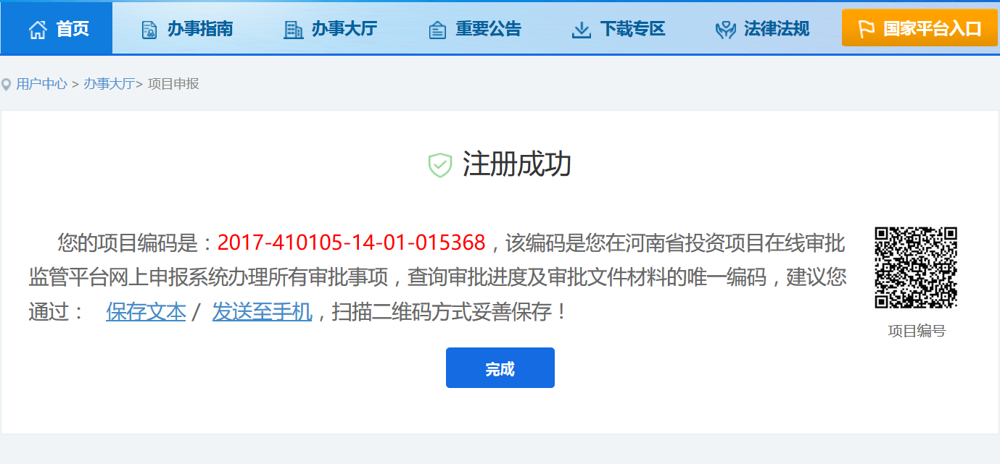 首页 办事指南 办事大厅 重要公告 下载专区 法律法规 国家平台入口
用户中心 > 办事大厅> 项目申报
注册成功
您的项目编码是：2017-410105-14-01-015368，该编码是您在河南省投资项目在线审批
监管平台网上申报系统办理所有审批事项，查询审批进度及审批文件材料的唯一编码，建议您
通过： 保存文本 / 发送至手机，扫描二维码方式妥善保存！
项目编号
完成